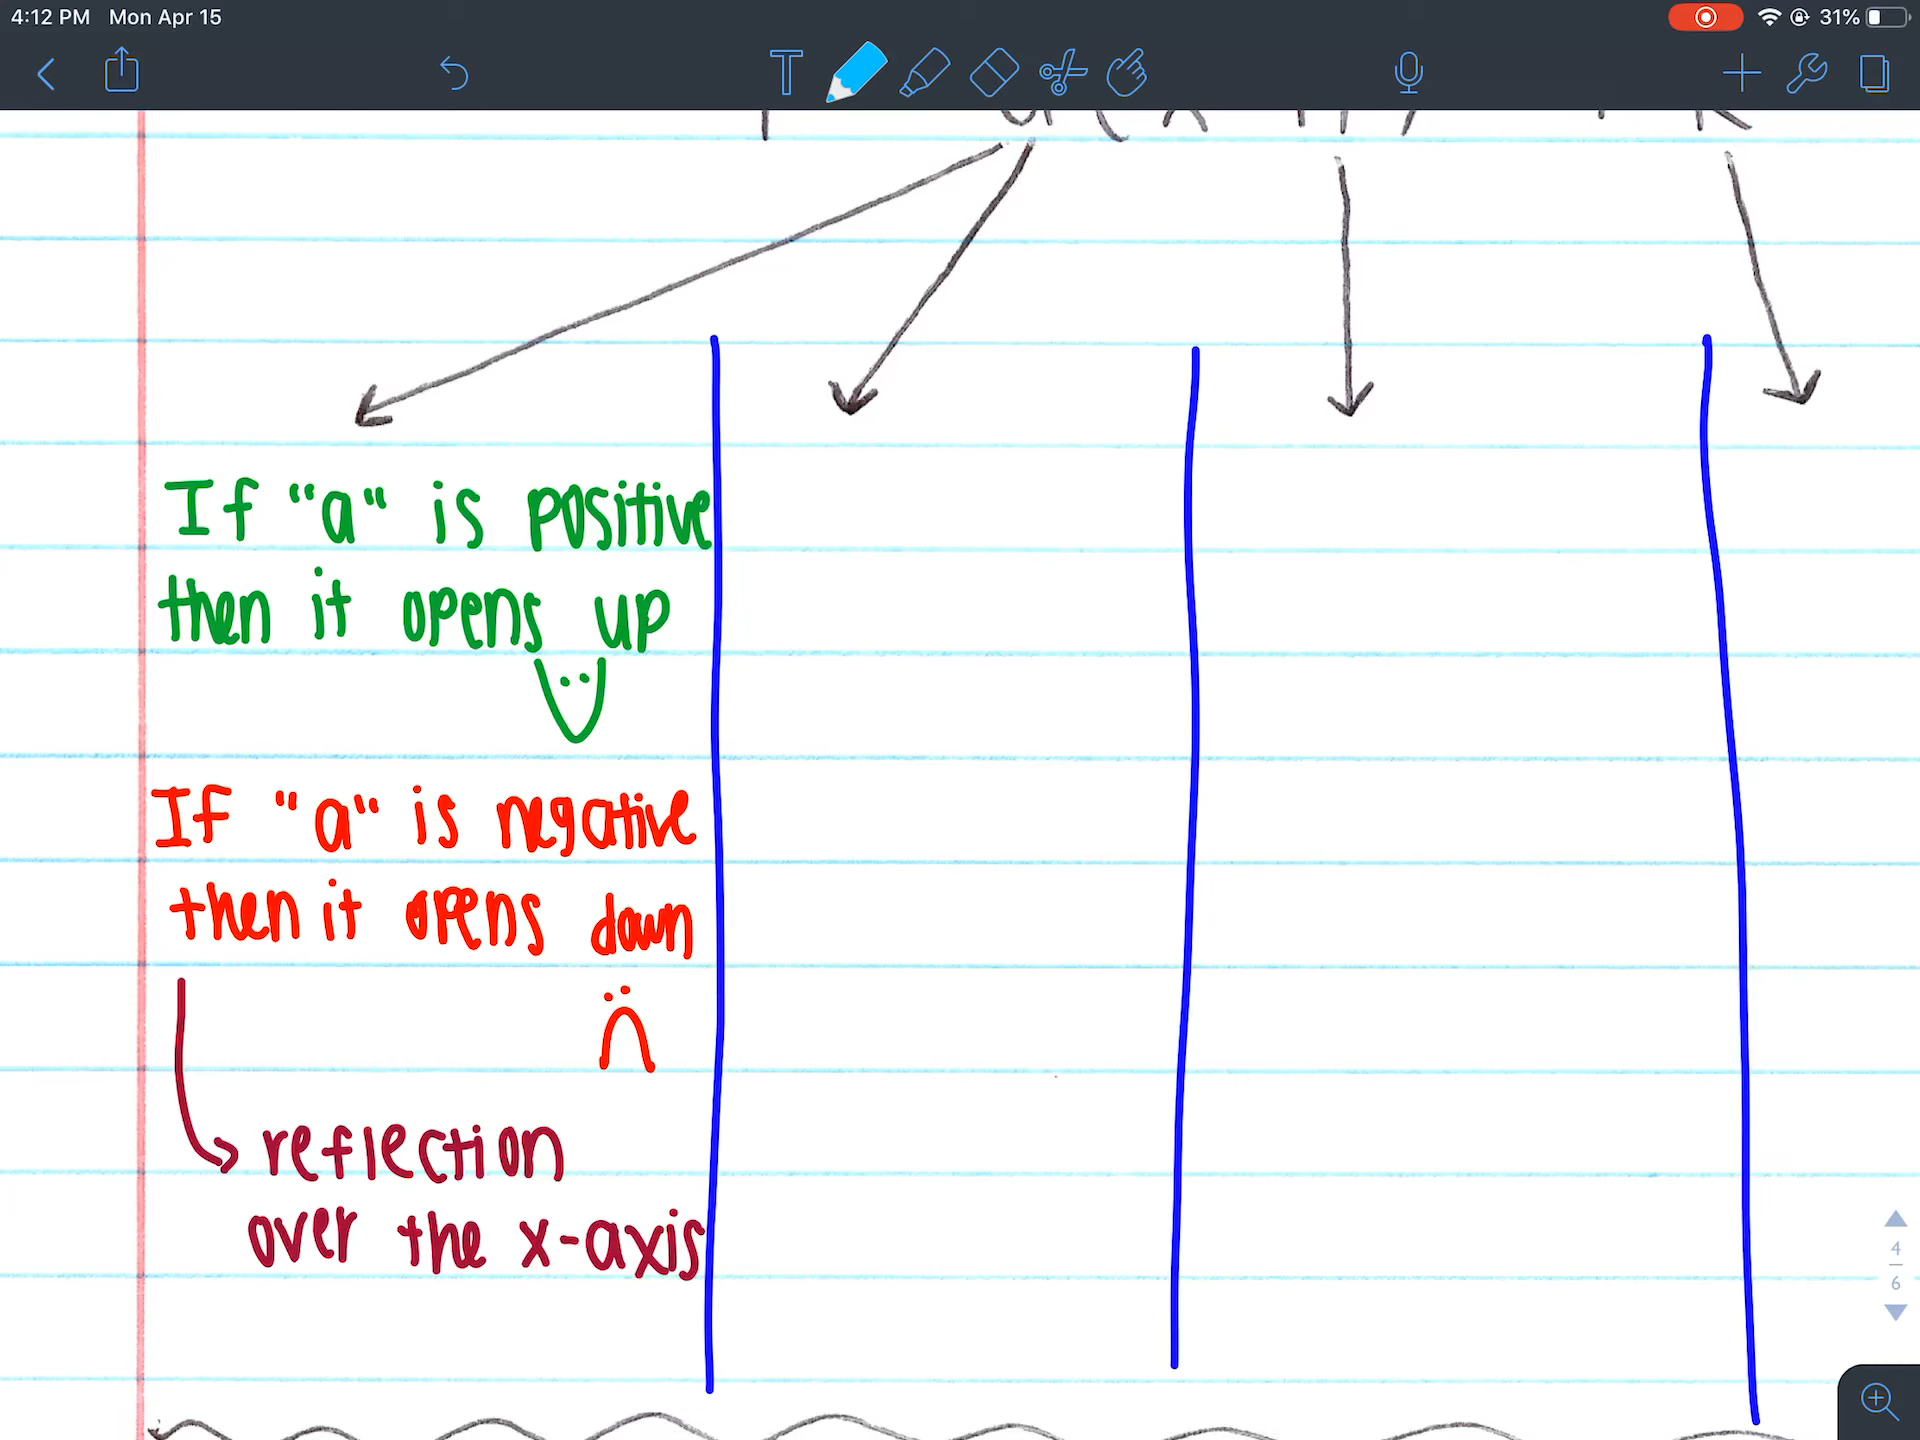 4:12 PM Mon Apr 15
31%
T
If "a" is positive
then it opens up
If "a" is negative
then it opens down
reflection
over the x-axis
4
6